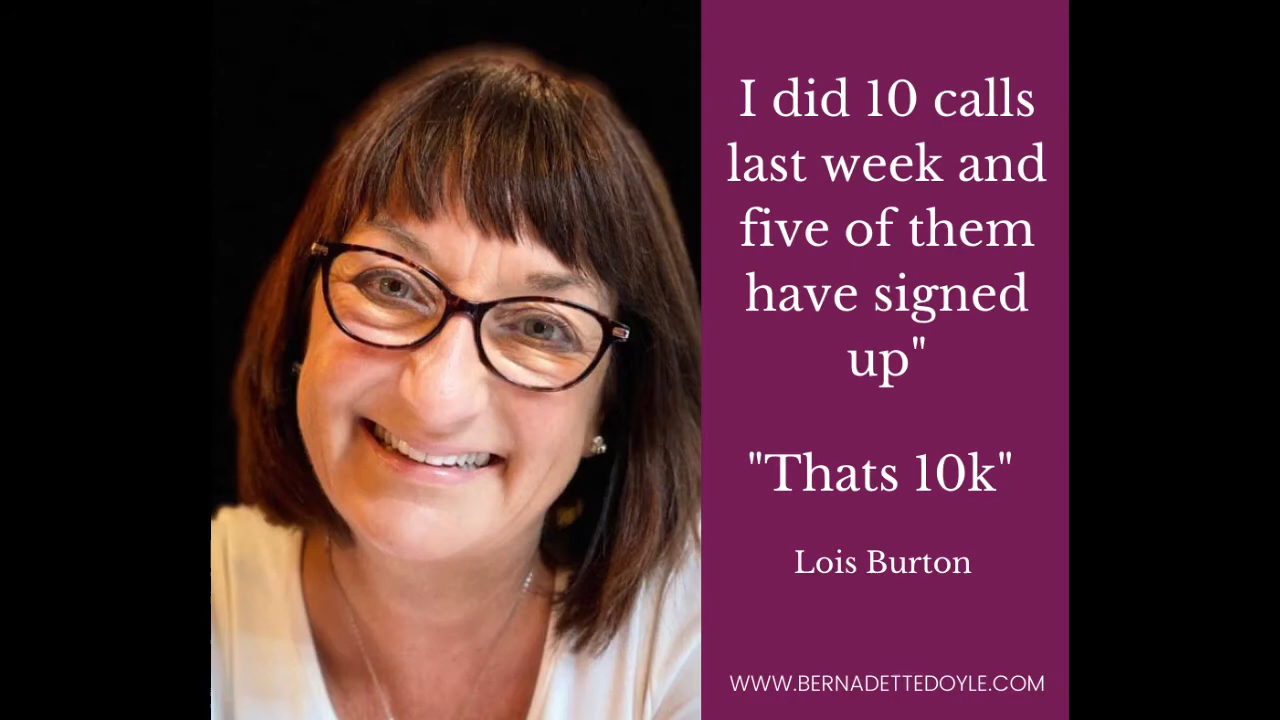 I did 10 calls
last week and
five of them
have signed
up"
"Thats 10k"
Lois Burton
WWW.BERNADETTEDOYLE.COM